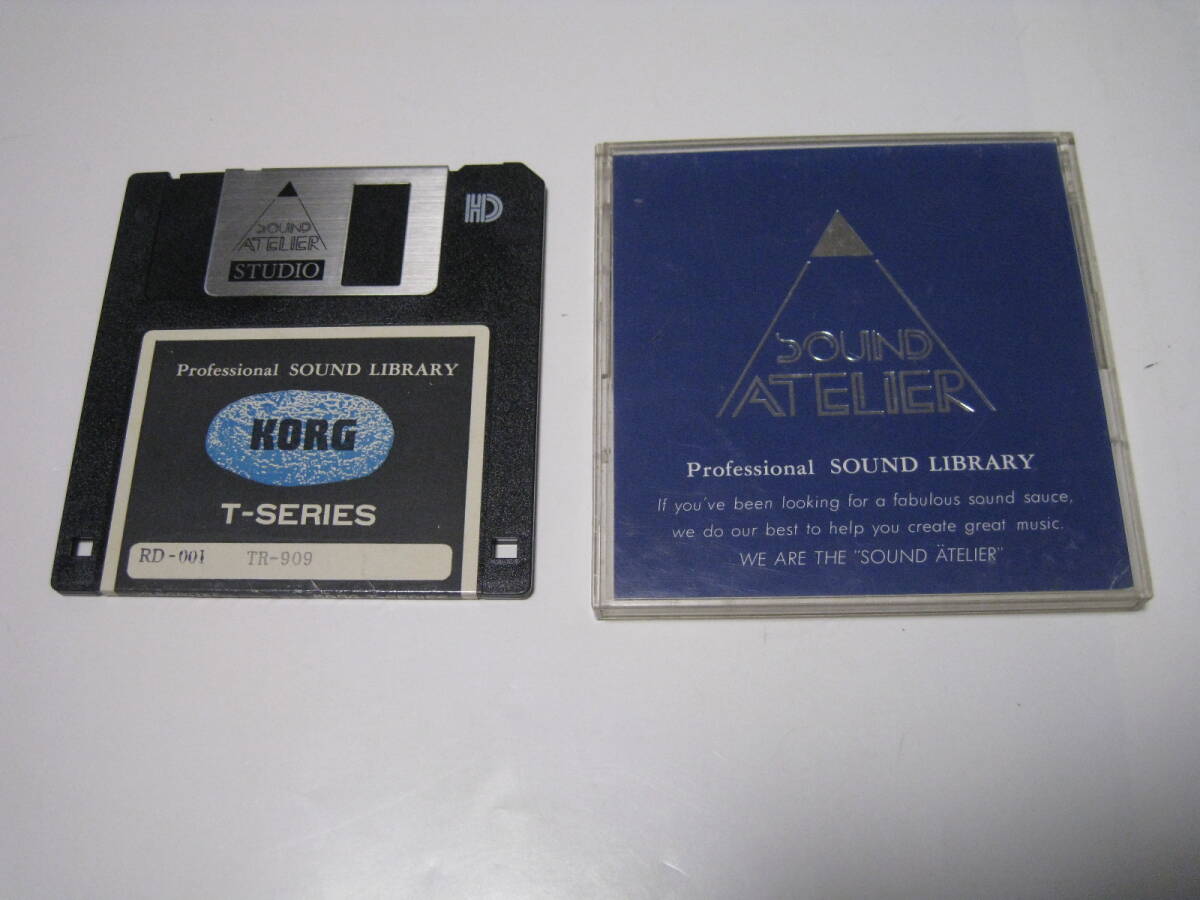 SOUND
ATELIER
STUDIO
HD
Professional SOUND LIBRARY
KORG
T-SERIES
RD-001 TR-909
SOUND
ATELIER
Professional SOUND LIBRARY
If you've been looking for a fabulous sound sauce,
we do our best to help you create great music.
WE ARE THE "SOUND ÄTELIER"